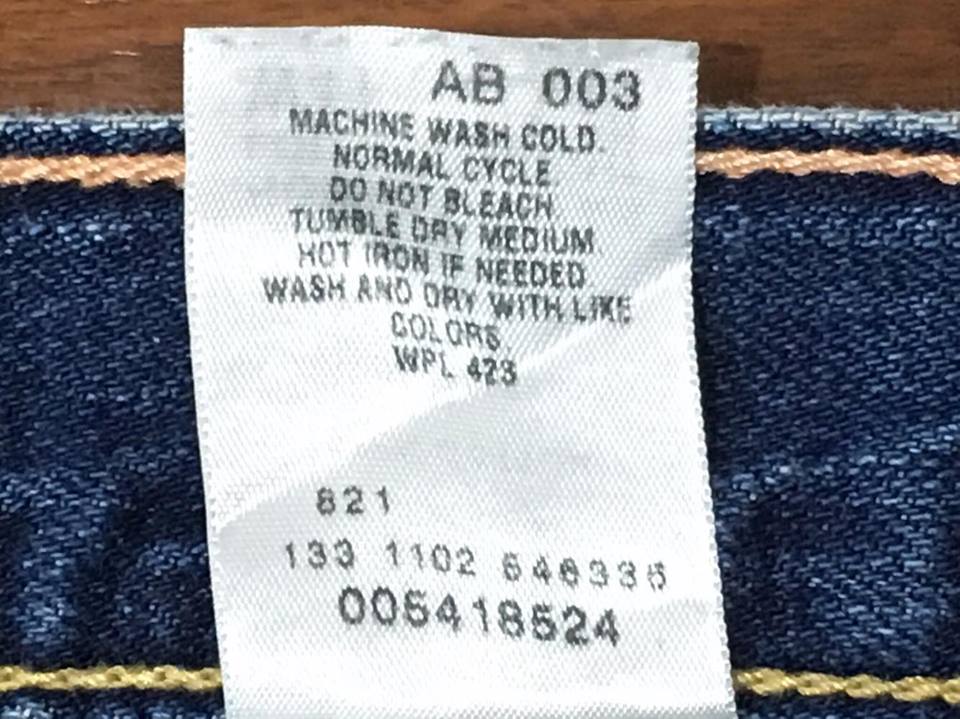 AB 003
MACHINE WASH COLD.
NORMAL CYCLE
DO NOT BLEACH
TUMBLE DRY MEDIUM
HOT IRON IF NEEDED
WASH AND DRY WITH LIKE
COLORS.
WPL 423
821
133 1102 546336
005418524